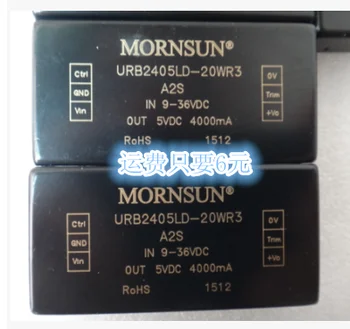 MORNSUN®
URB2405LD-20WR3
A2S
IN 9-36VDC
OUT 5VDC 4000mA
RoHS 1512
Ctrl
GND
Vin
0V
Trim
+Vo
运费只要6元
MORNSUN®
URB2405LD-20WR3
A2S
IN 9-36VDC
OUT 5VDC 4000mA
RoHS 1512
Ctrl
GND
Vin
0V
Trim
+Vo